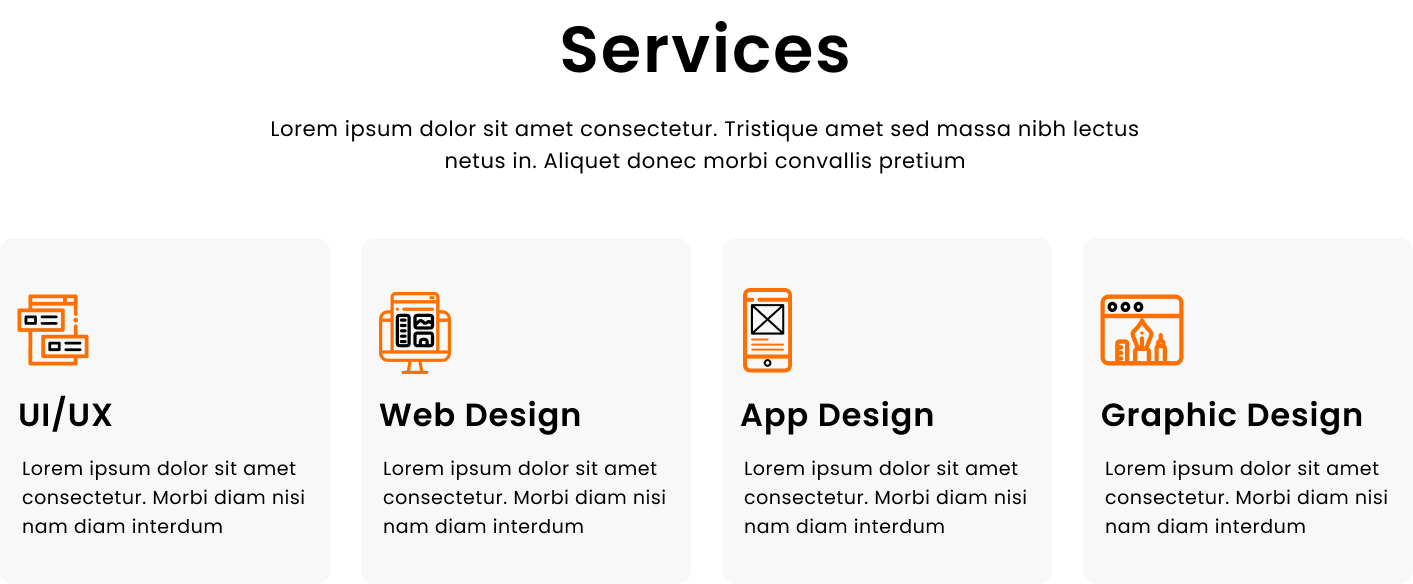 Services
Lorem ipsum dolor sit amet consectetur. Tristique amet sed massa nibh lectus
netus in. Aliquet donec morbi convallis pretium
UI/UX
Lorem ipsum dolor sit amet
consectetur. Morbi diam nisi
nam diam interdum
Web Design
Lorem ipsum dolor sit amet
consectetur. Morbi diam nisi
nam diam interdum
App Design
Lorem ipsum dolor sit amet
consectetur. Morbi diam nisi
nam diam interdum
Graphic Design
Lorem ipsum dolor sit amet
consectetur. Morbi diam nisi
nam diam interdum